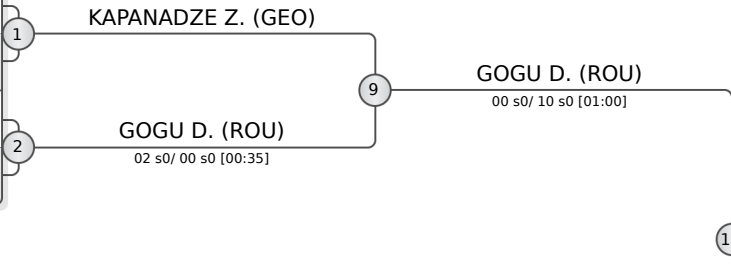 KAPANADZE Z. (GEO)
1
GOGU D. (ROU)
9
00 s0/ 10 s0 [01:00]
GOGU D. (ROU)
2
02 s0/ 00 s0 [00:35]